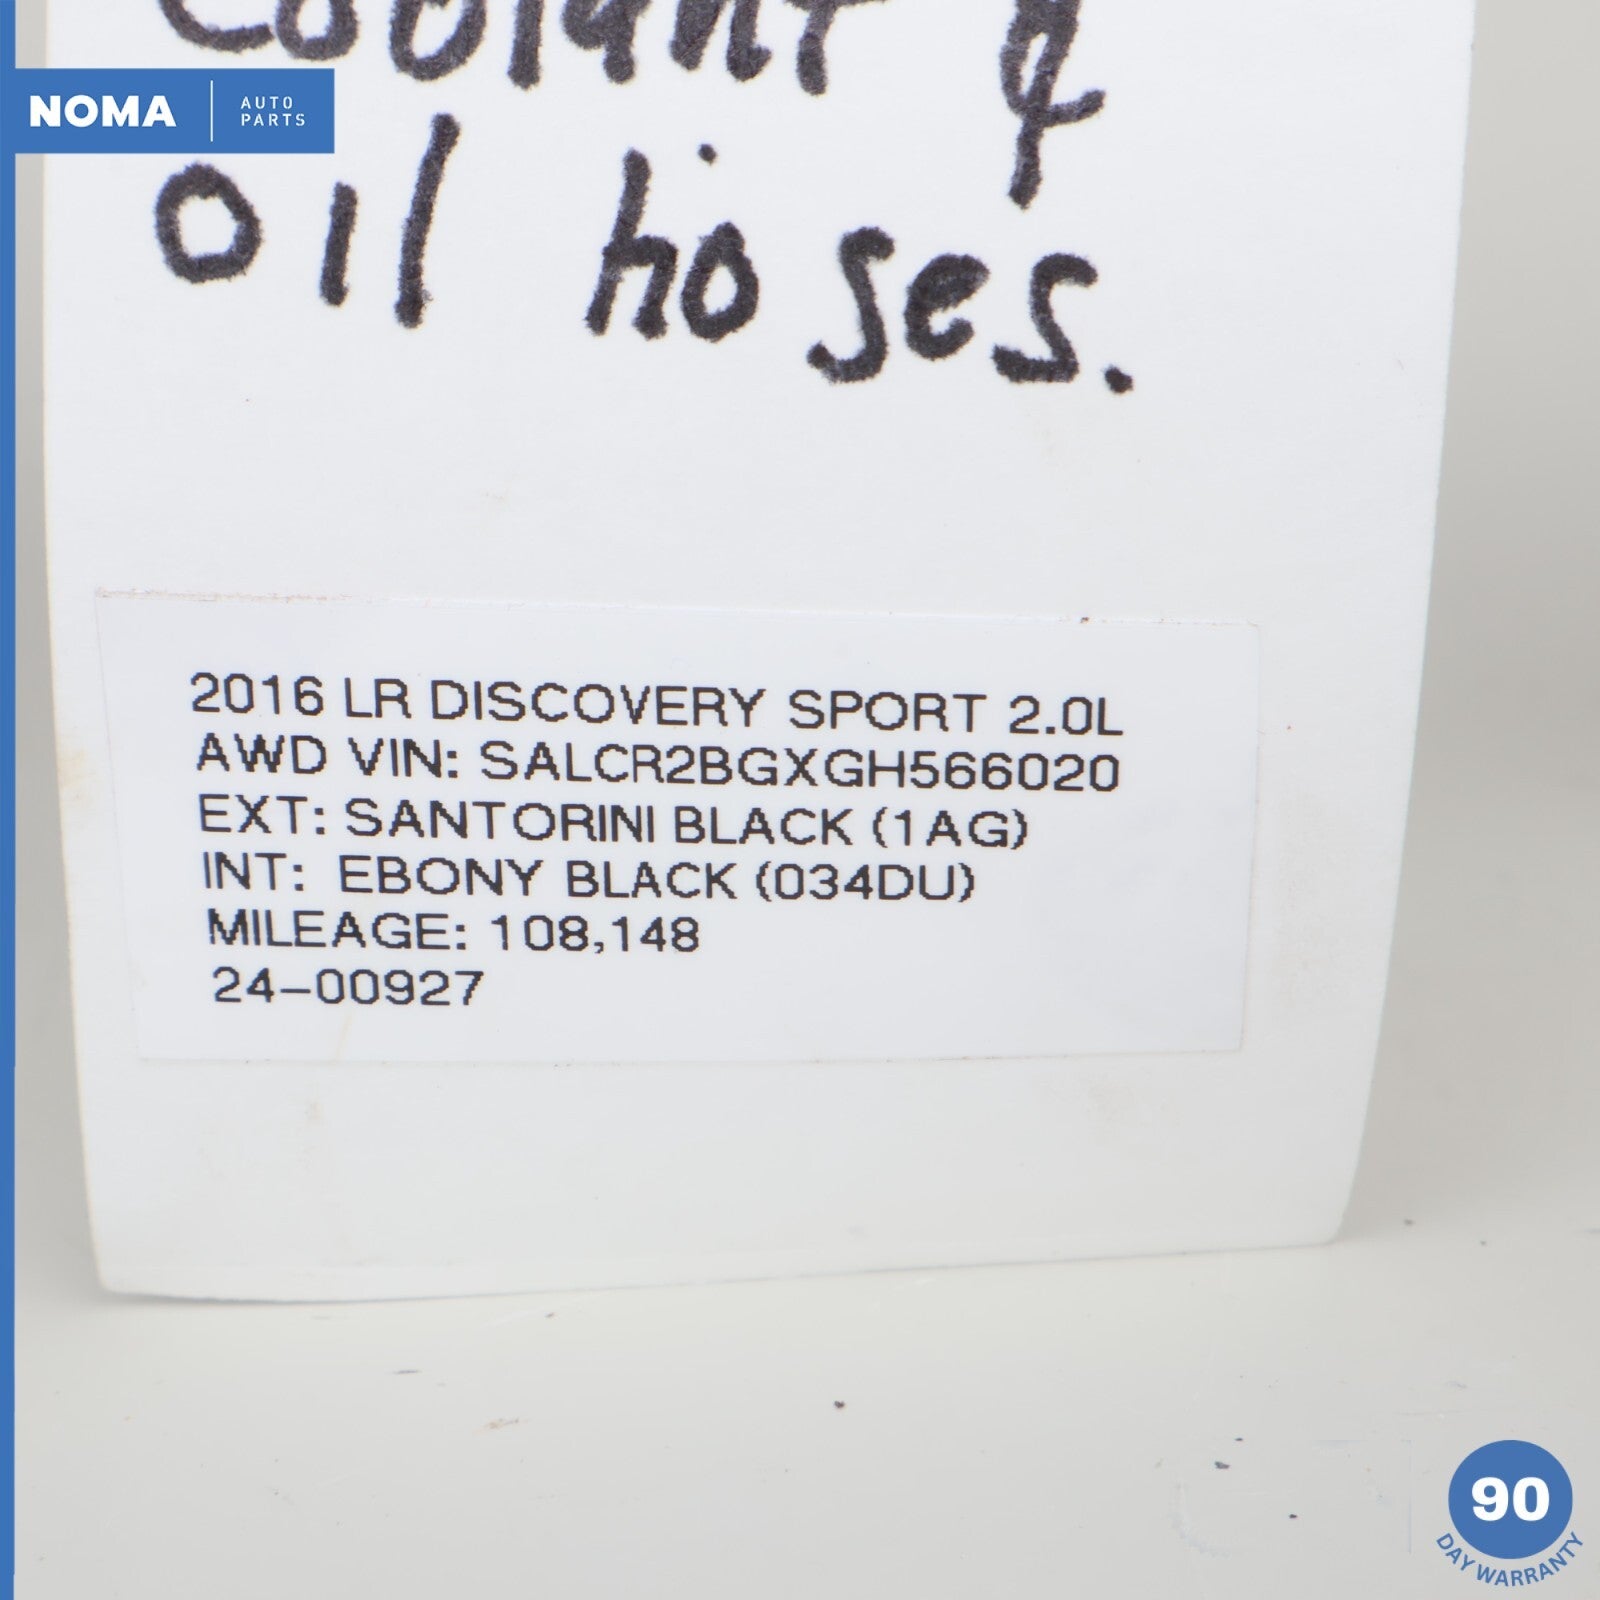 Coolant &
NOMA
AUTO
PARTS
oil hoses.
2016 LR DISCOVERY SPORT 2.0L
AWD VIN: SALCR2BGXGH566020
EXT: SANTORINI BLACK (1AG)
INT: EBONY BLACK (034DU)
MILEAGE: 108,148
24-00927
90
DAY WARRANTY